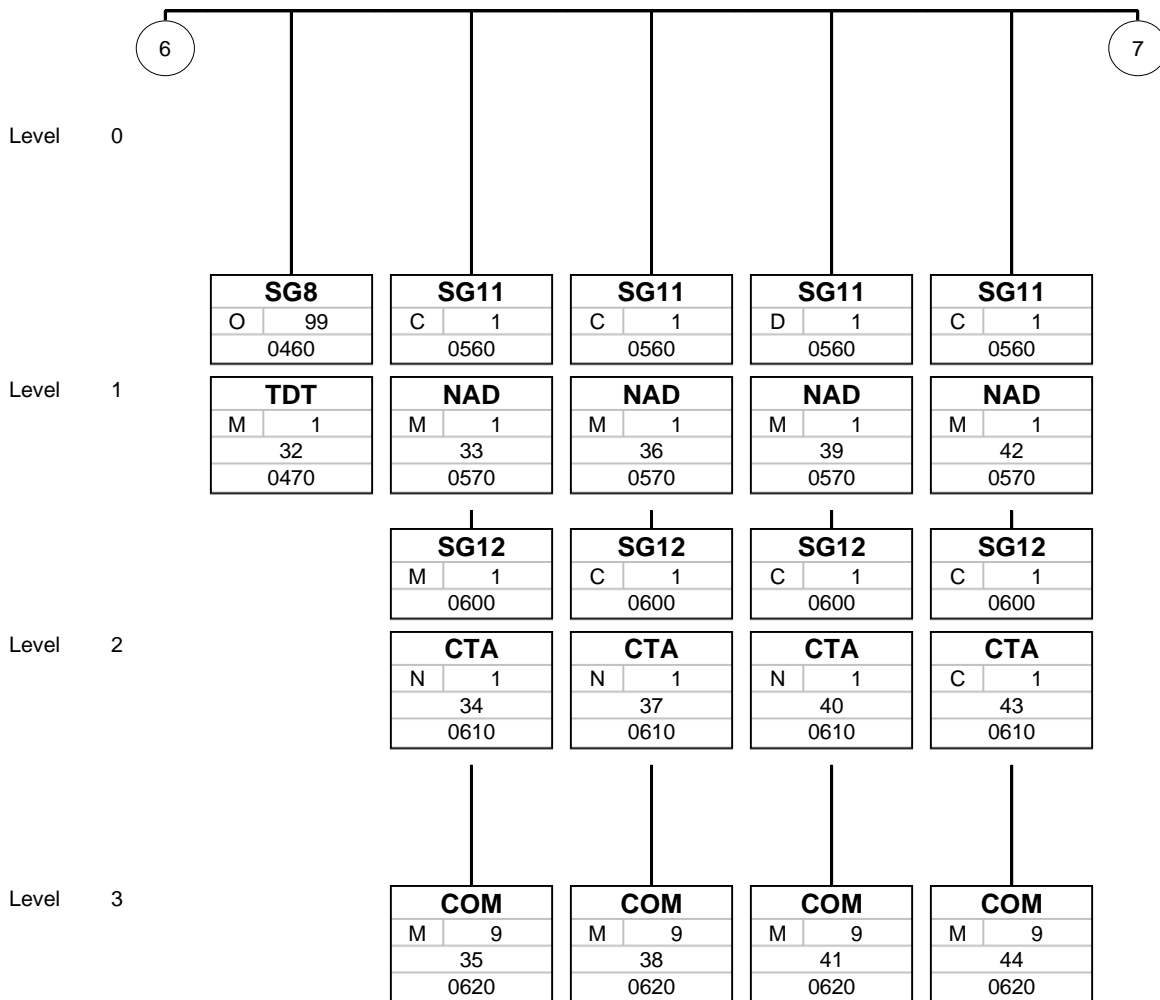 6 7
Level 0
SG8 SG11 SG11 SG11 SG11
O 99 C 1 C 1 D 1 C 1
0460 0560 0560 0560 0560
Level 1
TDT NAD NAD NAD NAD
M 1 M 1 M 1 M 1 M 1
32 33 36 39 42
0470 0570 0570 0570 0570
SG12 SG12 SG12 SG12
M 1 C 1 C 1 C 1
0600 0600 0600 0600
Level 2
CTA CTA CTA CTA
N 1 N 1 N 1 C 1
34 37 40 43
0610 0610 0610 0610
Level 3
COM COM COM COM
M 9 M 9 M 9 M 9
35 38 41 44
0620 0620 0620 0620